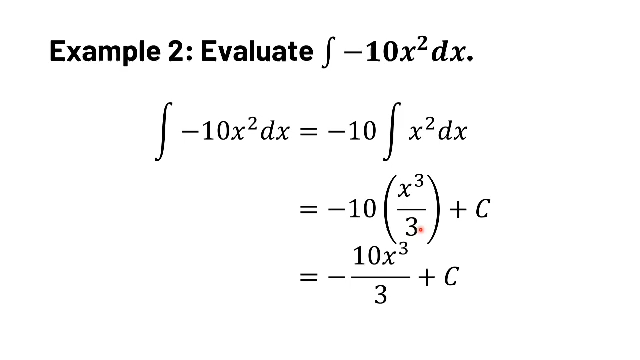 Example 2: Evaluate ∫ −10x²dx.
∫ −10x²dx = −10 ∫ x²dx
= −10 (x³/3) + C
= − 10x³/3 + C